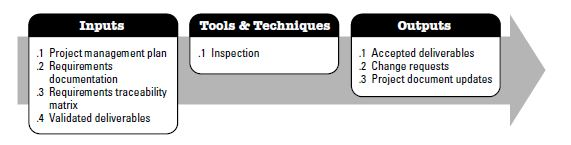 Inputs
.1 Project management plan
.2 Requirements
documentation
.3 Requirements traceability
matrix
.4 Validated deliverables
Tools & Techniques
.1 Inspection
Outputs
.1 Accepted deliverables
.2 Change requests
.3 Project document updates